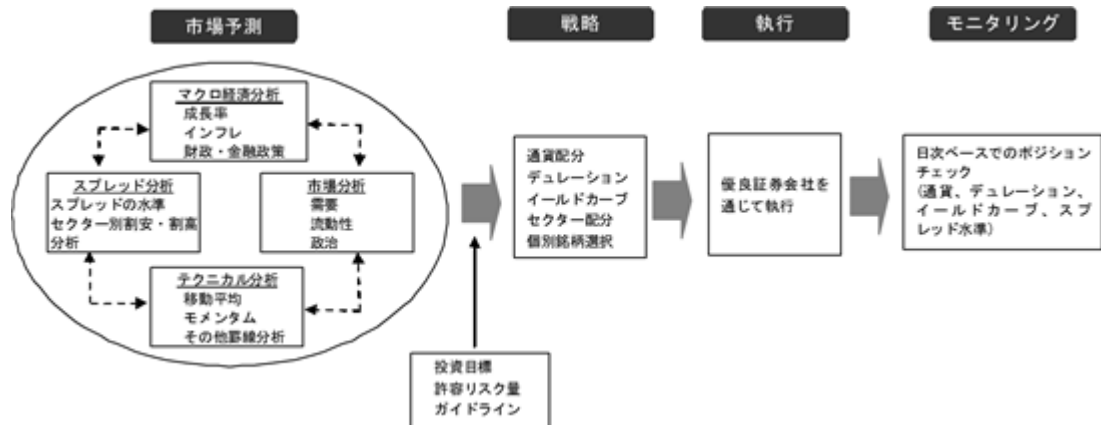 市場予測
戦略
執行
モニタリング
マクロ経済分析
成長率
インフレ
財政・金融政策
スプレッド分析
スプレッドの水準
セクター別割安・割高
分析
市場分析
需要
流動性
政治
テクニカル分析
移動平均
モメンタム
その他罫線分析
投資目標
許容リスク量
ガイドライン
通貨配分
デュレーション
イールドカーブ
セクター配分
個別銘柄選択
優良証券会社を
通じて執行
日次ベースでのポジション
チェック
(通貨、デュレーション、
イールドカーブ、スプ
レッド水準)